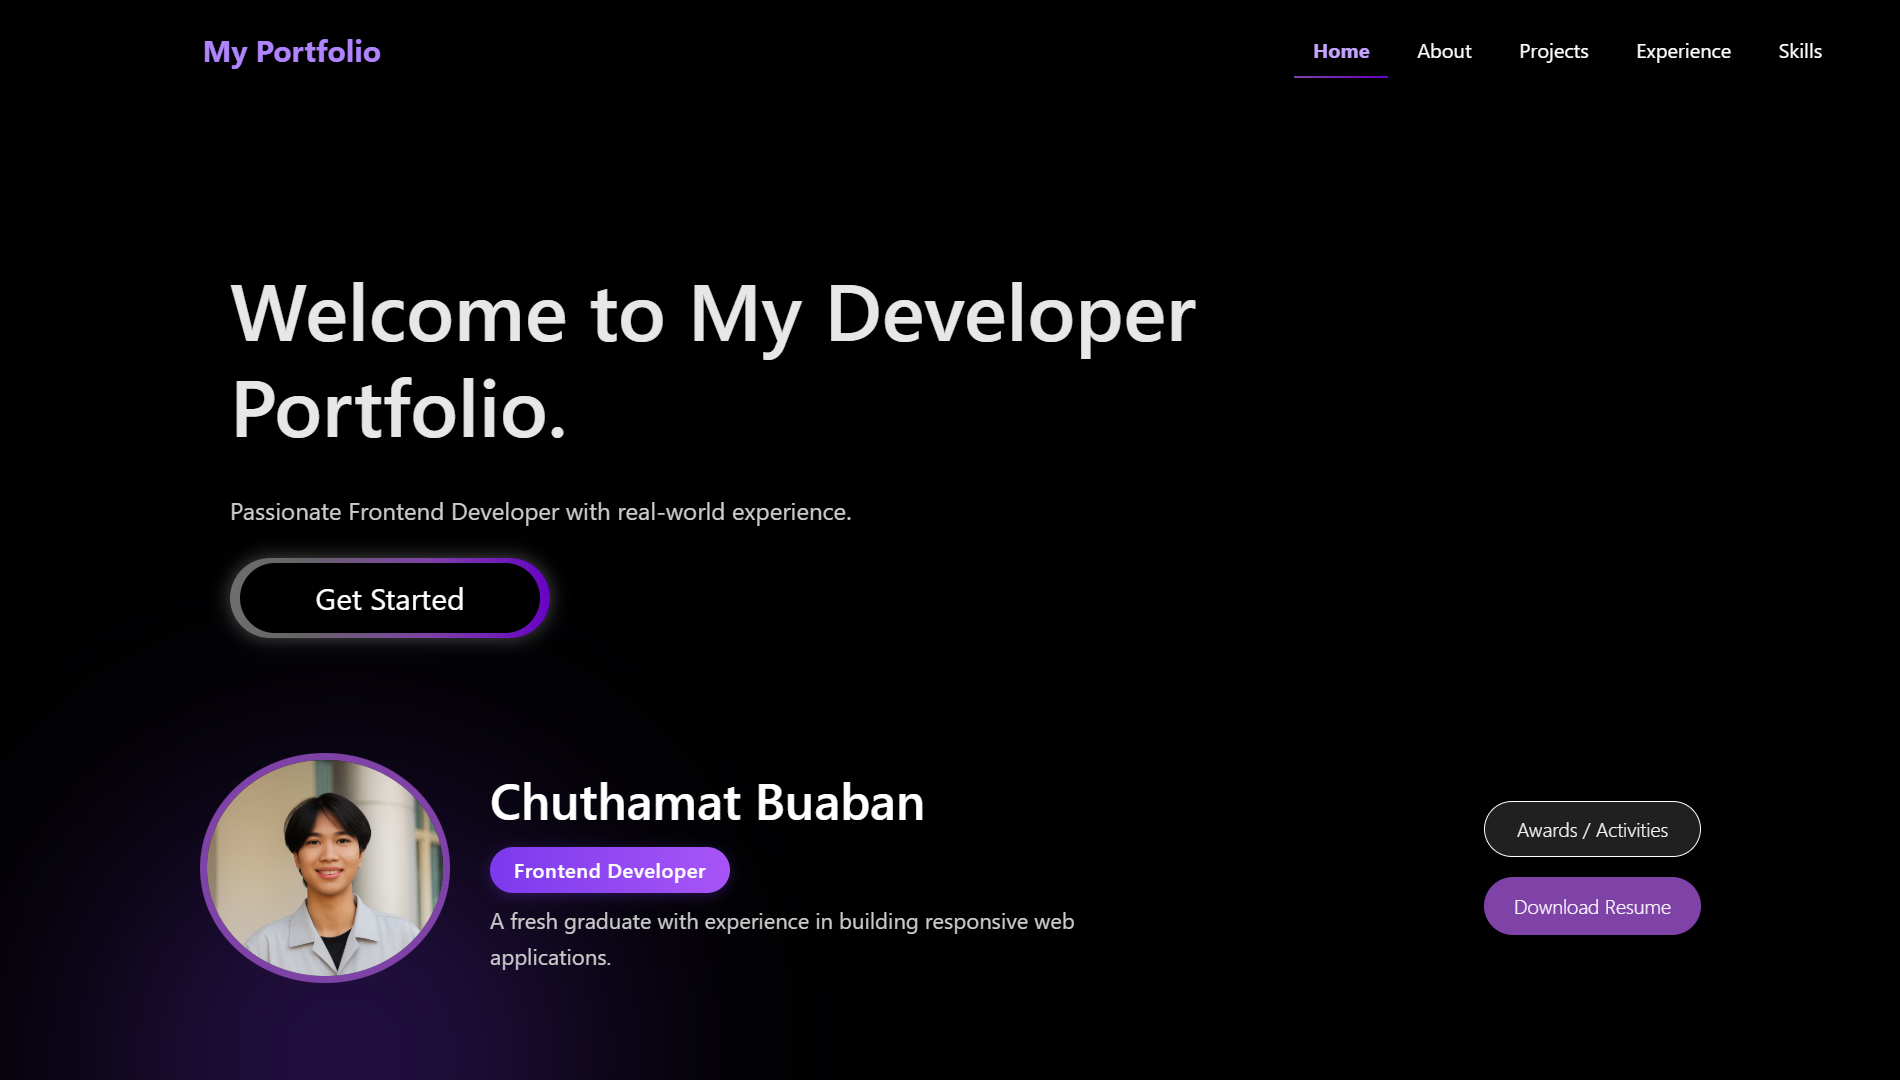 My Portfolio
Home
About
Projects
Experience
Skills
Welcome to My Developer
Portfolio.
Passionate Frontend Developer with real-world experience.
Get Started
Chuthamat Buaban
Frontend Developer
A fresh graduate with experience in building responsive web
applications.
Awards / Activities
Download Resume